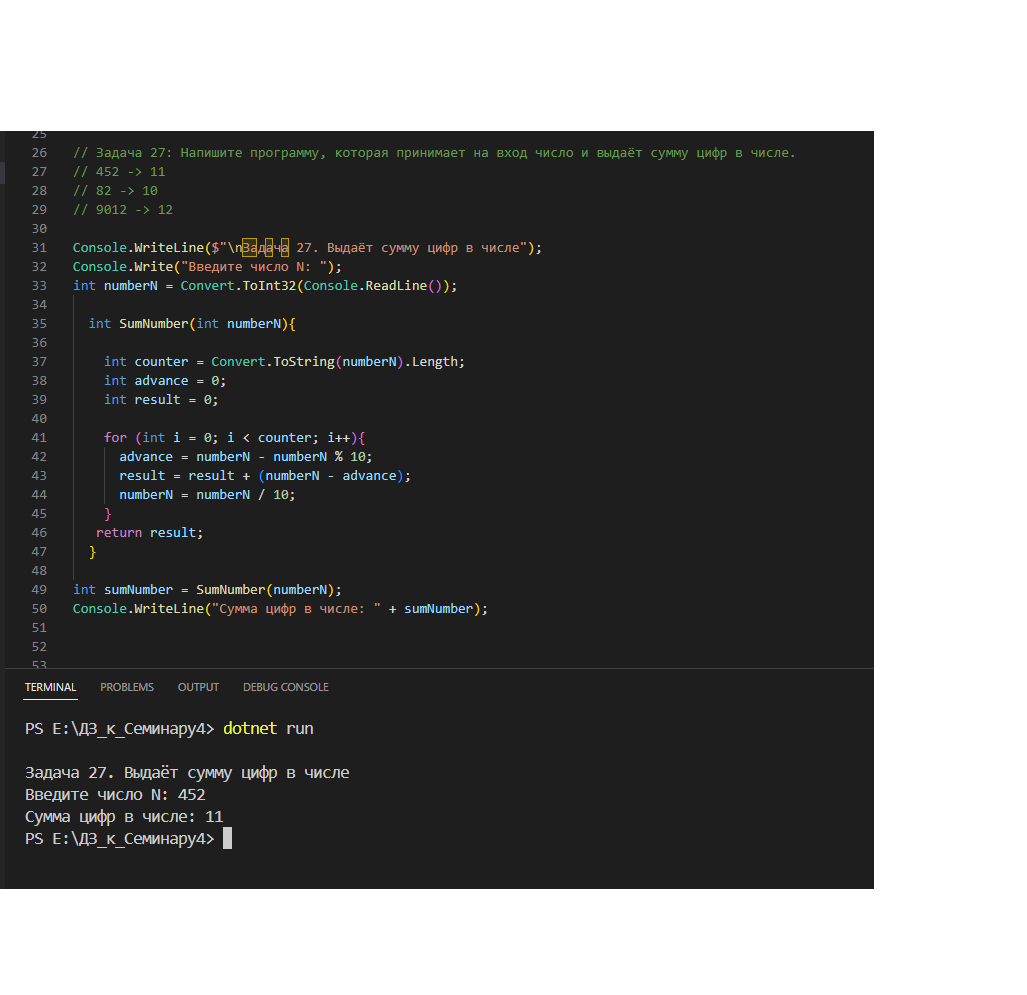 25
26 // Задача 27: Напишите программу, которая принимает на вход число и выдаёт сумму цифр в числе.
27 // 452 -> 11
28 // 82 -> 10
29 // 9012 -> 12
30
31 Console.WriteLine($"\nЗадача 27. Выдаёт сумму цифр в числе");
32 Console.Write("Введите число N: ");
33 int numberN = Convert.ToInt32(Console.ReadLine());
34
35 int SumNumber(int numberN){
36
37 int counter = Convert.ToString(numberN).Length;
38 int advance = 0;
39 int result = 0;
40
41 for (int i = 0; i < counter; i++){
42 advance = numberN - numberN % 10;
43 result = result + (numberN - advance);
44 numberN = numberN / 10;
45 }
46 return result;
47 }
48
49 int sumNumber = SumNumber(numberN);
50 Console.WriteLine("Сумма цифр в числе: " + sumNumber);
51
52
53
TERMINAL PROBLEMS OUTPUT DEBUG CONSOLE
PS E:\ДЗ_к_Семинару4> dotnet run
Задача 27. Выдаёт сумму цифр в числе
Введите число N: 452
Сумма цифр в числе: 11
PS E:\ДЗ_к_Семинару4>